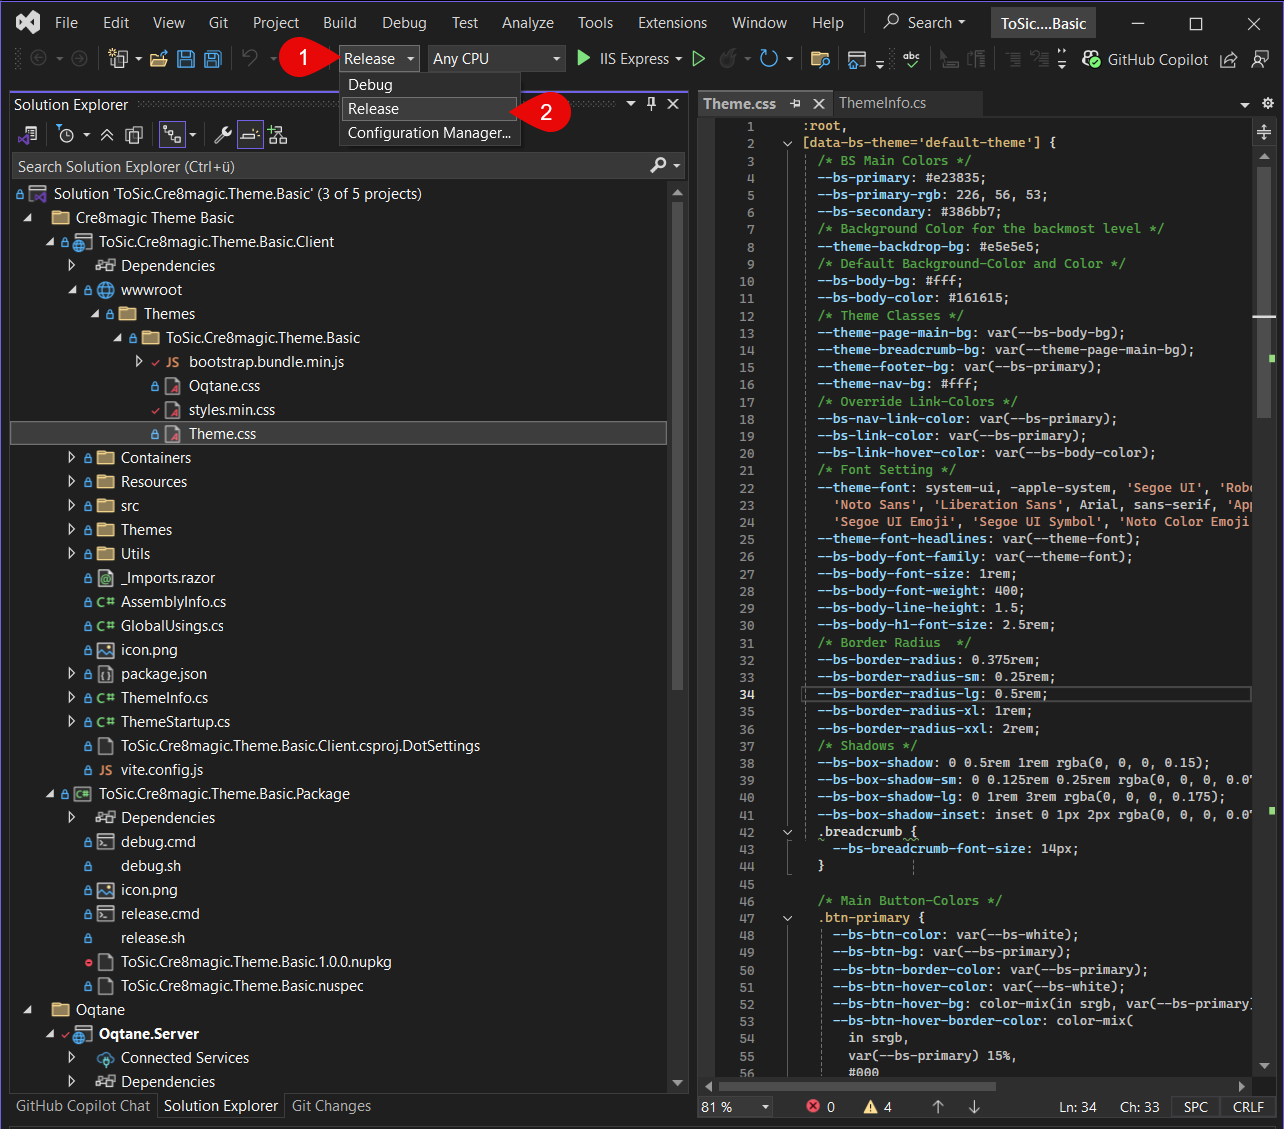 File Edit View Git Project Build Debug Test Analyze Tools Extensions Window Help Search ToSic....Basic
1 Release Any CPU IIS Express abc GitHub Copilot
Debug
Release 2
Configuration Manager...
Solution Explorer
Search Solution Explorer (Ctrl+ü)
Solution 'ToSic.Cre8magic.Theme.Basic' (3 of 5 projects)
Cre8magic Theme Basic
ToSic.Cre8magic.Theme.Basic.Client
Dependencies
wwwroot
Themes
ToSic.Cre8magic.Theme.Basic
JS bootstrap.bundle.min.js
Oqtane.css
styles.min.css
Theme.css
Containers
Resources
src
Themes
Utils
_Imports.razor
C# AssemblyInfo.cs
C# GlobalUsings.cs
icon.png
package.json
C# ThemeInfo.cs
C# ThemeStartup.cs
ToSic.Cre8magic.Theme.Basic.Client.csproj.DotSettings
JS vite.config.js
C# ToSic.Cre8magic.Theme.Basic.Package
Dependencies
debug.cmd
debug.sh
icon.png
release.cmd
release.sh
ToSic.Cre8magic.Theme.Basic.1.0.0.nupkg
ToSic.Cre8magic.Theme.Basic.nuspec
Oqtane
Oqtane.Server
Connected Services
Dependencies
GitHub Copilot Chat Solution Explorer Git Changes
Theme.css ThemeInfo.cs
1 :root,
2 [data-bs-theme='default-theme'] {
3 /* BS Main Colors */
4 --bs-primary: #e23835;
5 --bs-primary-rgb: 226, 56, 53;
6 --bs-secondary: #386bb7;
7 /* Background Color for the backmost level */
8 --theme-backdrop-bg: #e5e5e5;
9 /* Default Background-Color and Color */
10 --bs-body-bg: #fff;
11 --bs-body-color: #161615;
12 /* Theme Classes */
13 --theme-page-main-bg: var(--bs-body-bg);
14 --theme-breadcrumb-bg: var(--theme-page-main-bg);
15 --theme-footer-bg: var(--bs-primary);
16 --theme-nav-bg: #fff;
17 /* Override Link-Colors */
18 --bs-nav-link-color: var(--bs-primary);
19 --bs-link-color: var(--bs-primary);
20 --bs-link-hover-color: var(--bs-body-color);
21 /* Font Setting */
22 --theme-font: system-ui, -apple-system, 'Segoe UI', 'Robo
23 'Noto Sans', 'Liberation Sans', Arial, sans-serif, 'App
24 'Segoe UI Emoji', 'Segoe UI Symbol', 'Noto Color Emoji
25 --theme-font-headlines: var(--theme-font);
26 --bs-body-font-family: var(--theme-font);
27 --bs-body-font-size: 1rem;
28 --bs-body-font-weight: 400;
29 --bs-body-line-height: 1.5;
30 --bs-body-h1-font-size: 2.5rem;
31 /* Border Radius */
32 --bs-border-radius: 0.375rem;
33 --bs-border-radius-sm: 0.25rem;
34 --bs-border-radius-lg: 0.5rem;
35 --bs-border-radius-xl: 1rem;
36 --bs-border-radius-xxl: 2rem;
37 /* Shadows */
38 --bs-box-shadow: 0 0.5rem 1rem rgba(0, 0, 0, 0.15);
39 --bs-box-shadow-sm: 0 0.125rem 0.25rem rgba(0, 0, 0, 0.07
40 --bs-box-shadow-lg: 0 1rem 3rem rgba(0, 0, 0, 0.175);
41 --bs-box-shadow-inset: inset 0 1px 2px rgba(0, 0, 0, 0.07
42 .breadcrumb {
43 --bs-breadcrumb-font-size: 14px;
44 }
45
46 /* Main Button-Colors */
47 .btn-primary {
48 --bs-btn-color: var(--bs-white);
49 --bs-btn-bg: var(--bs-primary);
50 --bs-btn-border-color: var(--bs-primary);
51 --bs-btn-hover-color: var(--bs-white);
52 --bs-btn-hover-bg: color-mix(in srgb, var(--bs-primary)
53 --bs-btn-hover-border-color: color-mix(
54 in srgb,
55 var(--bs-primary) 15%,
56 #000
81 % 0 4 Ln: 34 Ch: 33 SPC CRLF